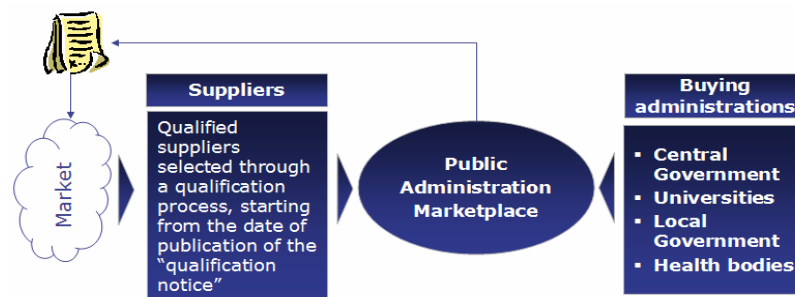 Market
Suppliers
Qualified
suppliers
selected through
a qualification
process, starting
from the date of
publication of the
“qualification
notice”
Public
Administration
Marketplace
Buying
administrations
▪ Central
Government
▪ Universities
▪ Local
Government
▪ Health bodies